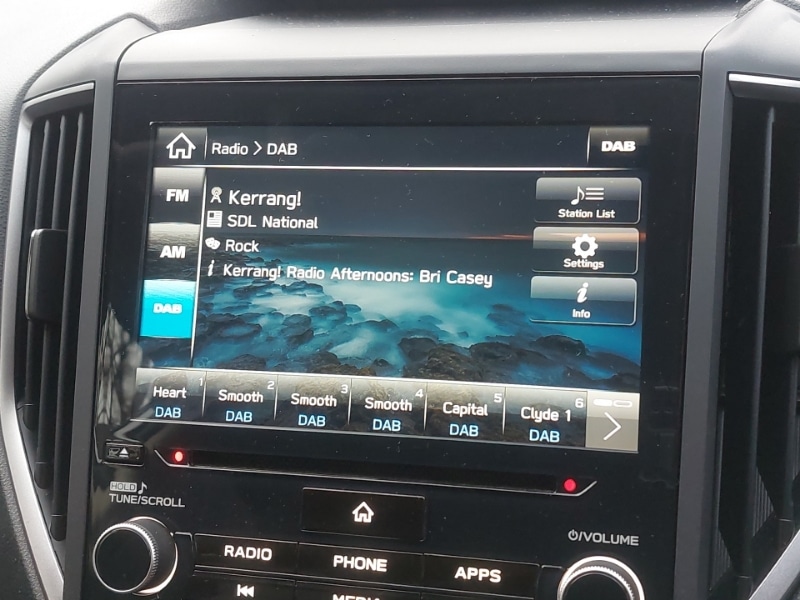 Radio > DAB
DAB
FM
Kerrang!
Station List
SDL National
AM
Rock
Settings
i Kerrang! Radio Afternoons: Bri Casey
DAB
i
Info
Heart 1
DAB
Smooth 2
DAB
Smooth 3
DAB
Smooth 4
DAB
Capital 5
DAB
Clyde 1 6
DAB
HOLD
TUNE/SCROLL
/VOLUME
RADIO
PHONE
APPS